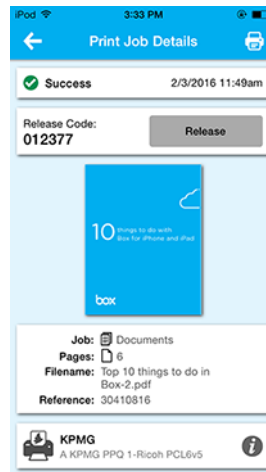 iPod 3:33 PM
Print Job Details
Success 2/3/2016 11:49am
Release Code:
012377
Release
10 things to do with
Box for iPhone and iPad
box
Job: Documents
Pages: 6
Filename: Top 10 things to do in
Box-2.pdf
Reference: 30410816
KPMG
A KPMG PPQ 1-Ricoh PCL6v5